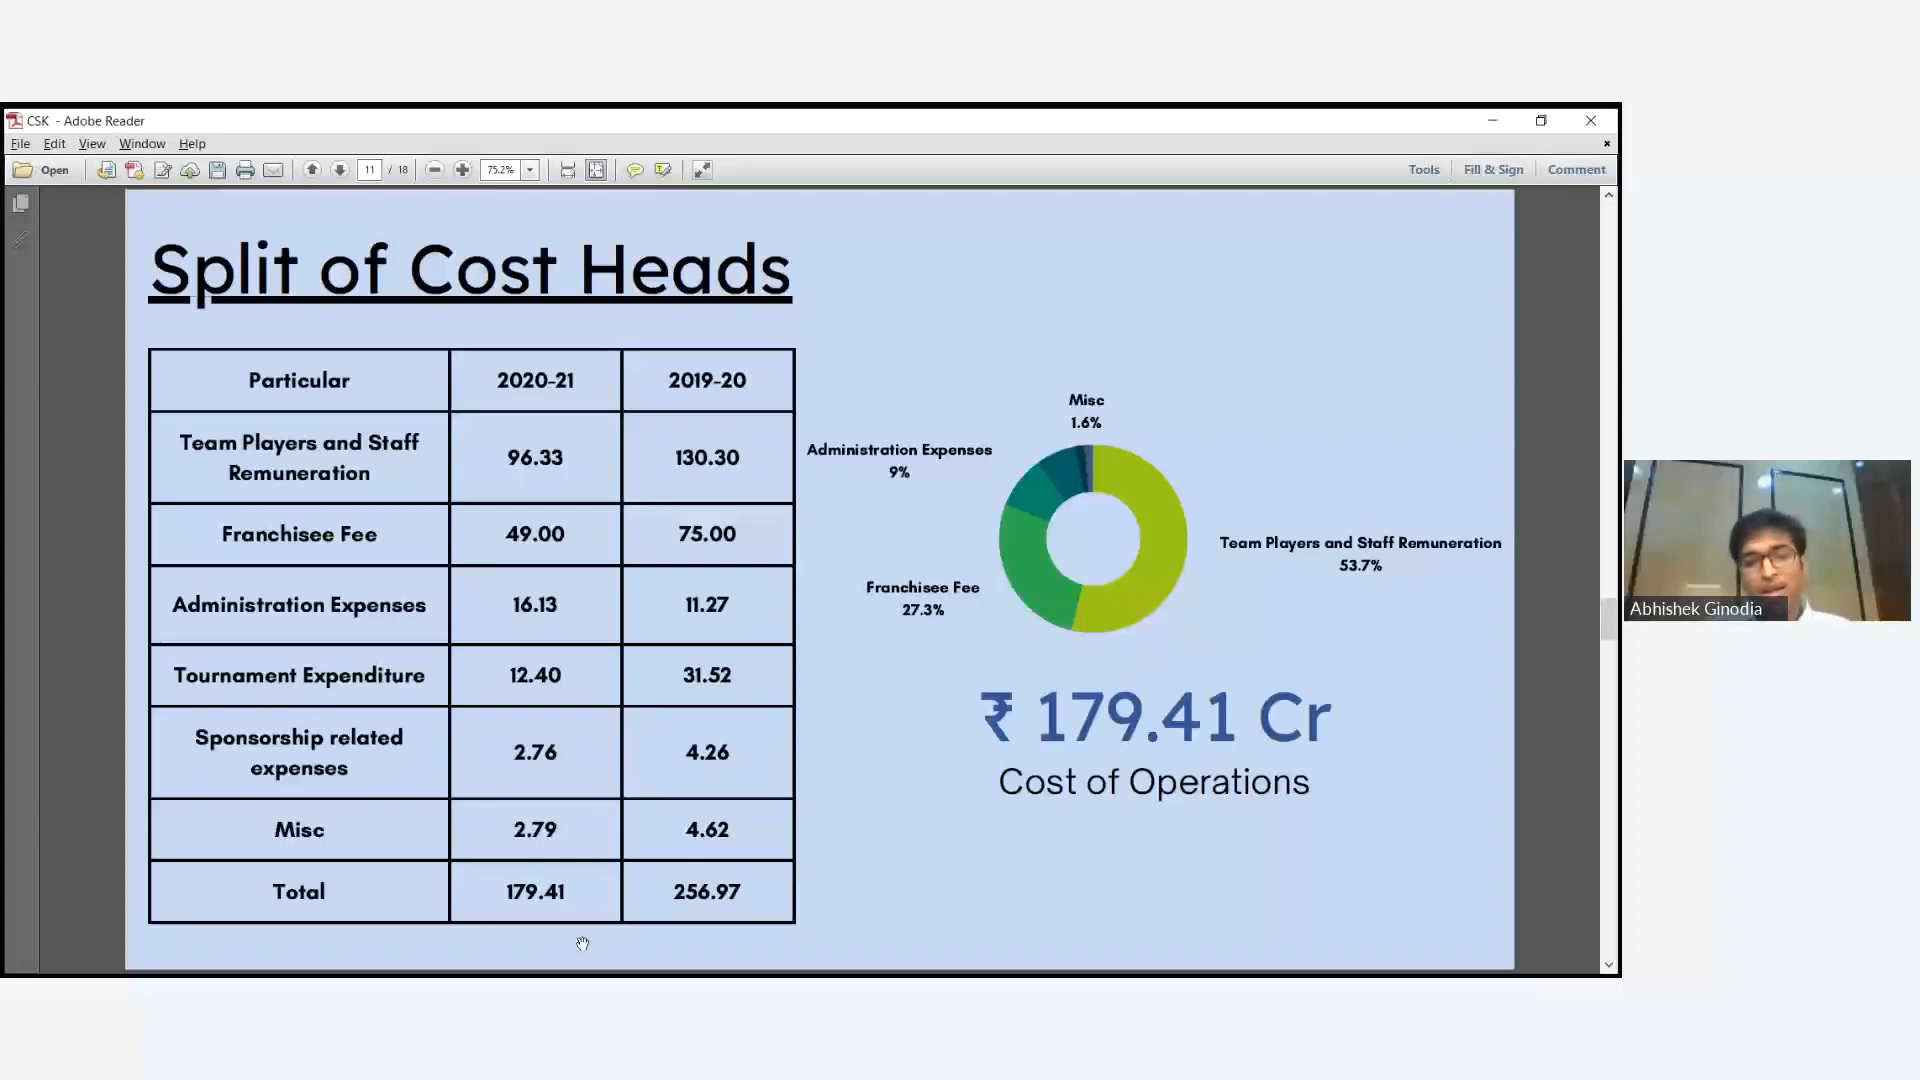 CSK - Adobe Reader
File Edit View Window Help
Open 11 / 18 75.2% Tools Fill & Sign Comment
Split of Cost Heads
Particular 2020-21 2019-20
Team Players and Staff
Remuneration 96.33 130.30
Franchisee Fee 49.00 75.00
Administration Expenses 16.13 11.27
Tournament Expenditure 12.40 31.52
Sponsorship related
expenses 2.76 4.26
Misc 2.79 4.62
Total 179.41 256.97
Misc
1.6%
Administration Expenses
9%
Team Players and Staff Remuneration
53.7%
Franchisee Fee
27.3%
₹ 179.41 Cr
Cost of Operations
Abhishek Ginodia